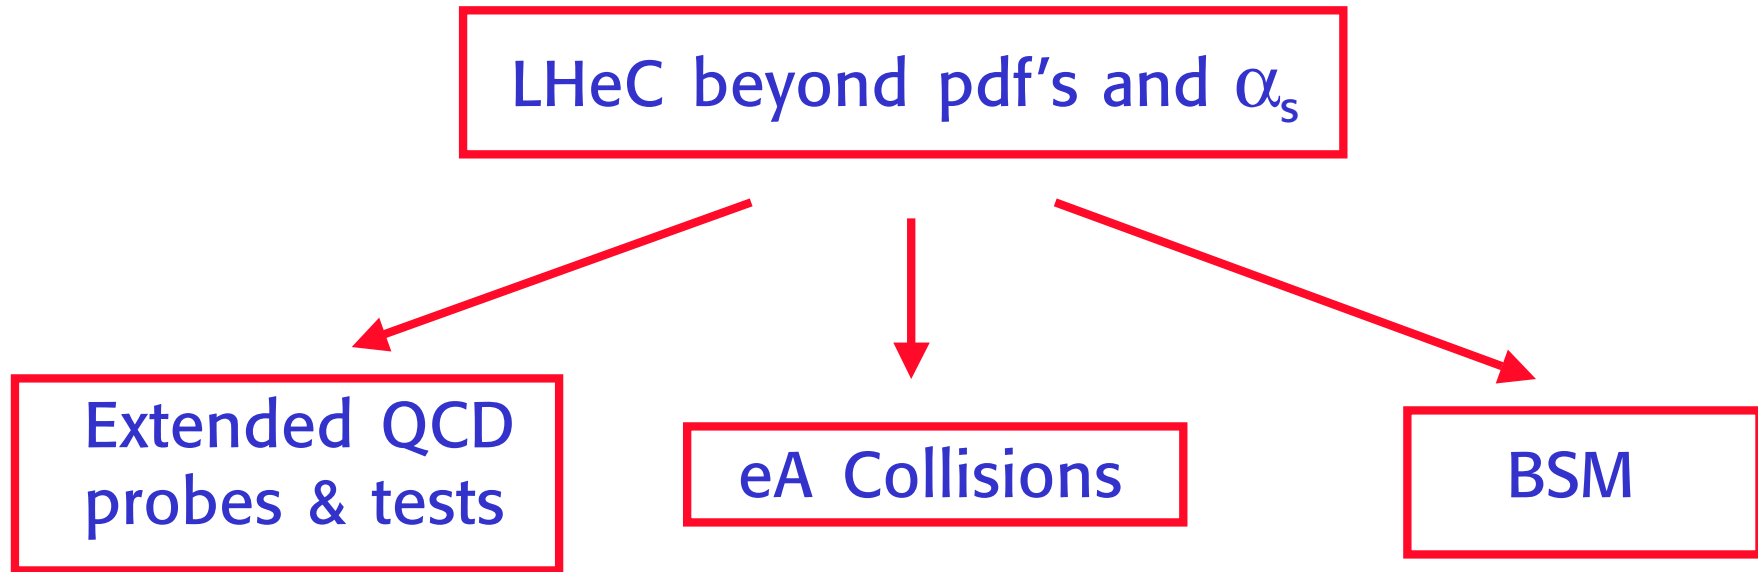 LHeC beyond pdf's and αs
Extended QCD
probes & tests
eA Collisions
BSM